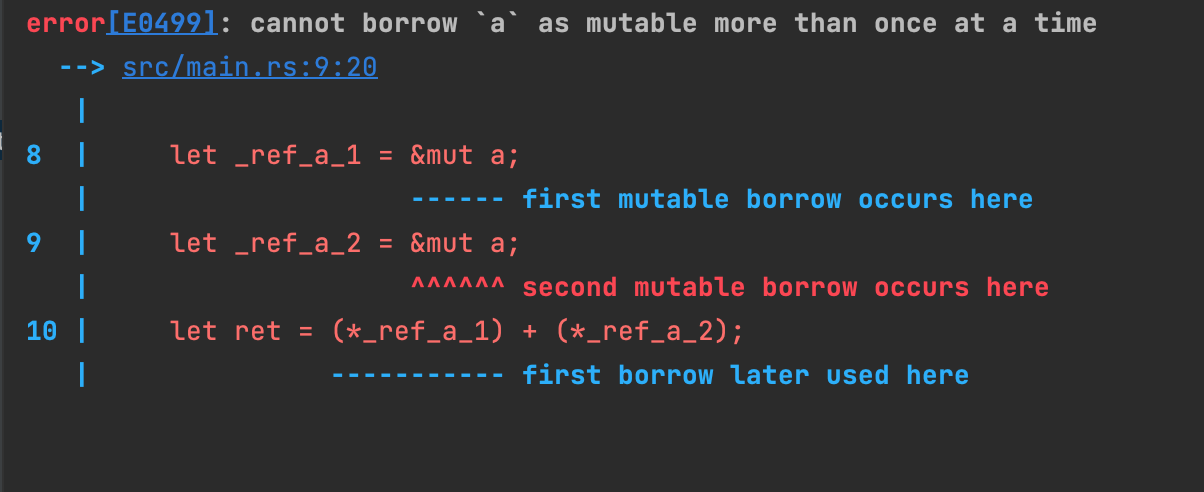 error[E0499]: cannot borrow `a` as mutable more than once at a time
  --> src/main.rs:9:20
   |
8  |     let _ref_a_1 = &mut a;
   |                    ------ first mutable borrow occurs here
9  |     let _ref_a_2 = &mut a;
   |                    ^^^^^^ second mutable borrow occurs here
10 |     let ret = (*_ref_a_1) + (*_ref_a_2);
   |               ----------- first borrow later used here